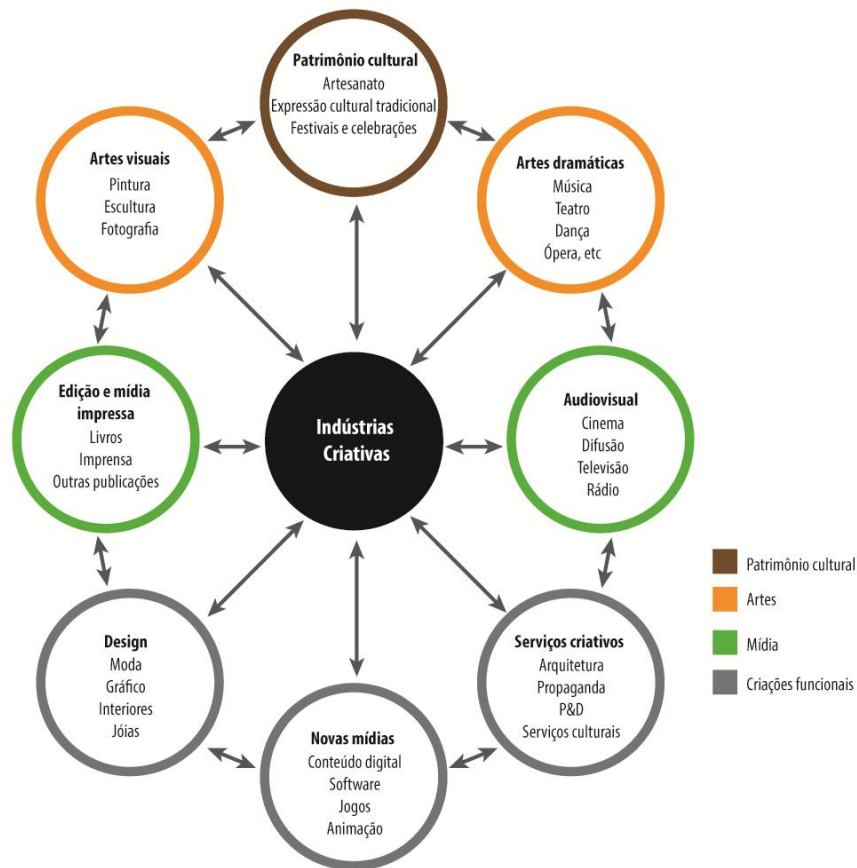 Patrimônio cultural
Artesanato
Expressão cultural tradicional
Festivais e celebrações
Artes visuais
Pintura
Escultura
Fotografia
Artes dramáticas
Música
Teatro
Dança
Ópera, etc
Edição e mídia
impressa
Livros
Imprensa
Outras publicações
Indústrias
Criativas
Audiovisual
Cinema
Difusão
Televisão
Rádio
Design
Moda
Gráfico
Interiores
Jóias
Novas mídias
Conteúdo digital
Software
Jogos
Animação
Serviços criativos
Arquitetura
Propaganda
P&D
Serviços culturais
Patrimônio cultural
Artes
Mídia
Criações funcionais